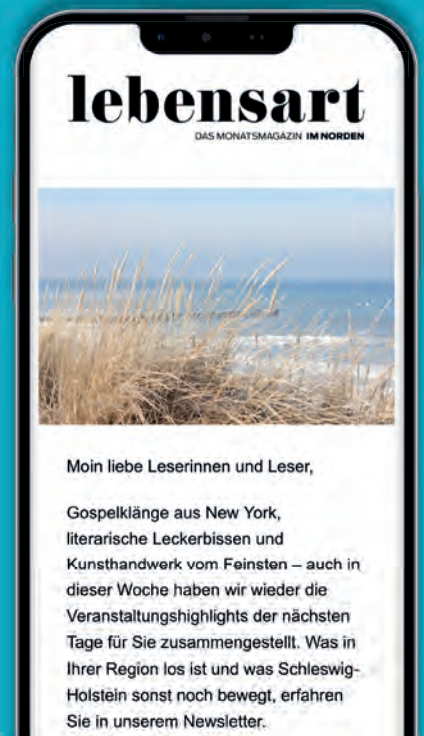 lebensart
DAS MONATSMAGAZIN IM NORDEN
Moin liebe Leserinnen und Leser,
Gospelklänge aus New York,
literarische Leckerbissen und
Kunsthandwerk vom Feinsten – auch in
dieser Woche haben wir wieder die
Veranstaltungshighlights der nächsten
Tage für Sie zusammengestellt. Was in
Ihrer Region los ist und was Schleswig-
Holstein sonst noch bewegt, erfahren
Sie in unserem Newsletter.